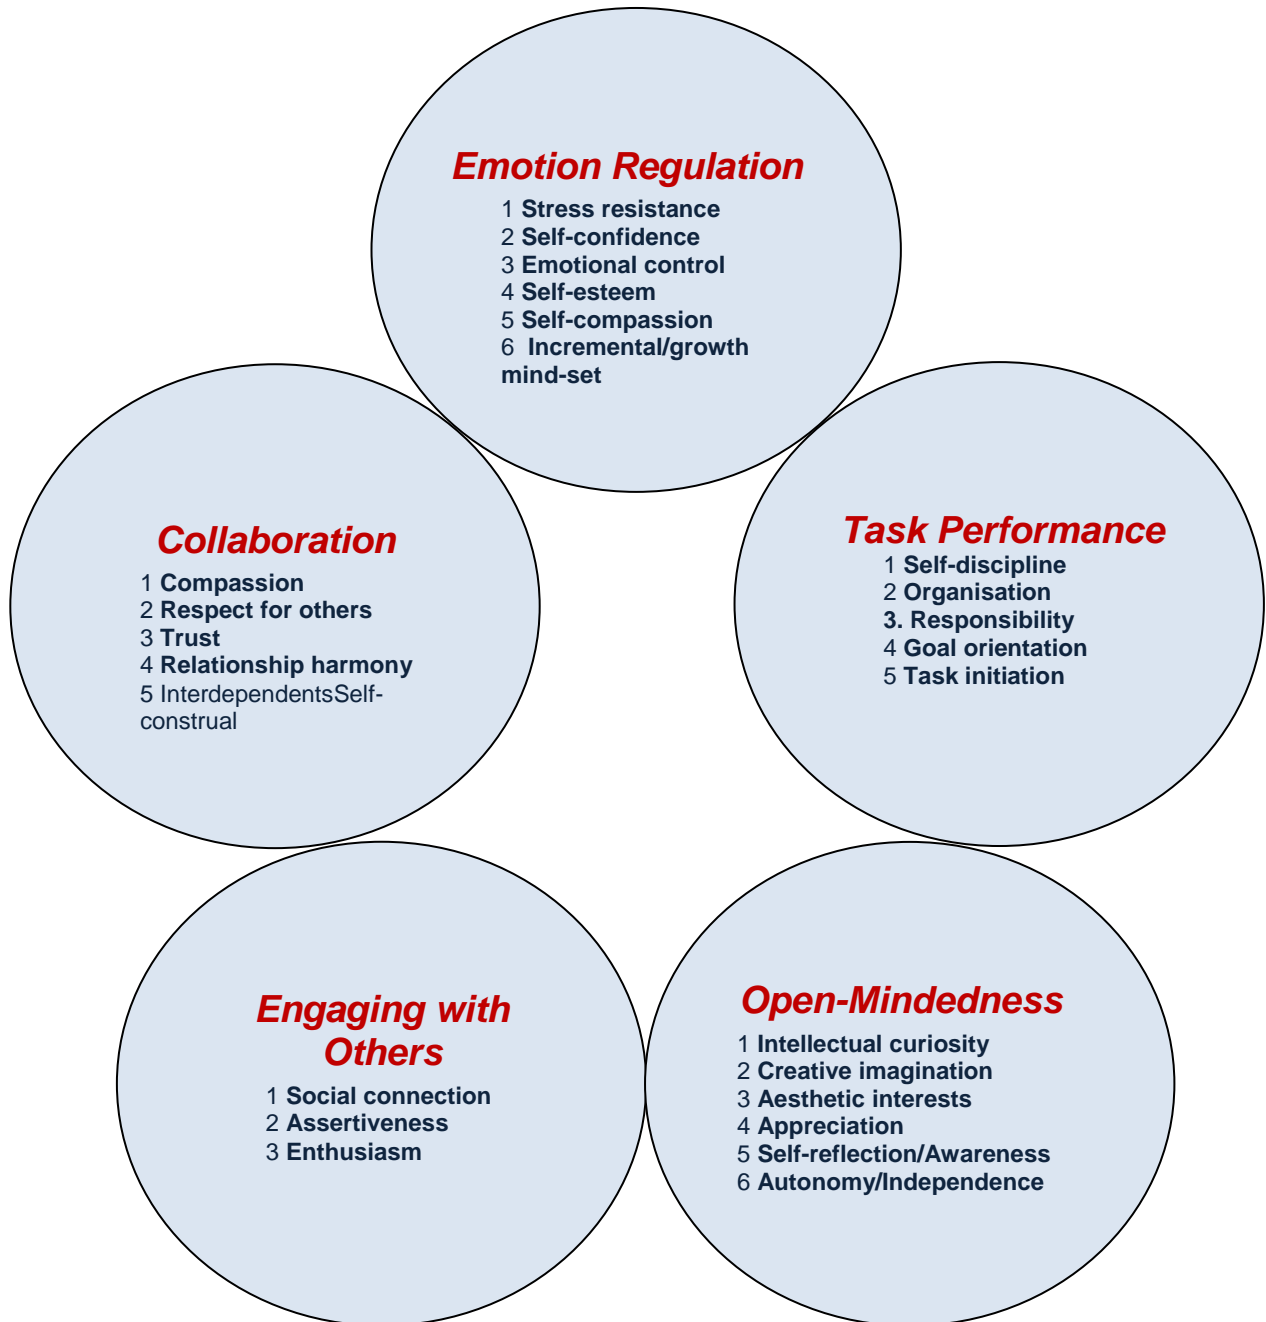 Emotion Regulation
1 Stress resistance
2 Self-confidence
3 Emotional control
4 Self-esteem
5 Self-compassion
6 Incremental/growth
mind-set
Collaboration
1 Compassion
2 Respect for others
3 Trust
4 Relationship harmony
5 InterdependentsSelf-
construal
Task Performance
1 Self-discipline
2 Organisation
3. Responsibility
4 Goal orientation
5 Task initiation
Engaging with
Others
1 Social connection
2 Assertiveness
3 Enthusiasm
Open-Mindedness
1 Intellectual curiosity
2 Creative imagination
3 Aesthetic interests
4 Appreciation
5 Self-reflection/Awareness
6 Autonomy/Independence